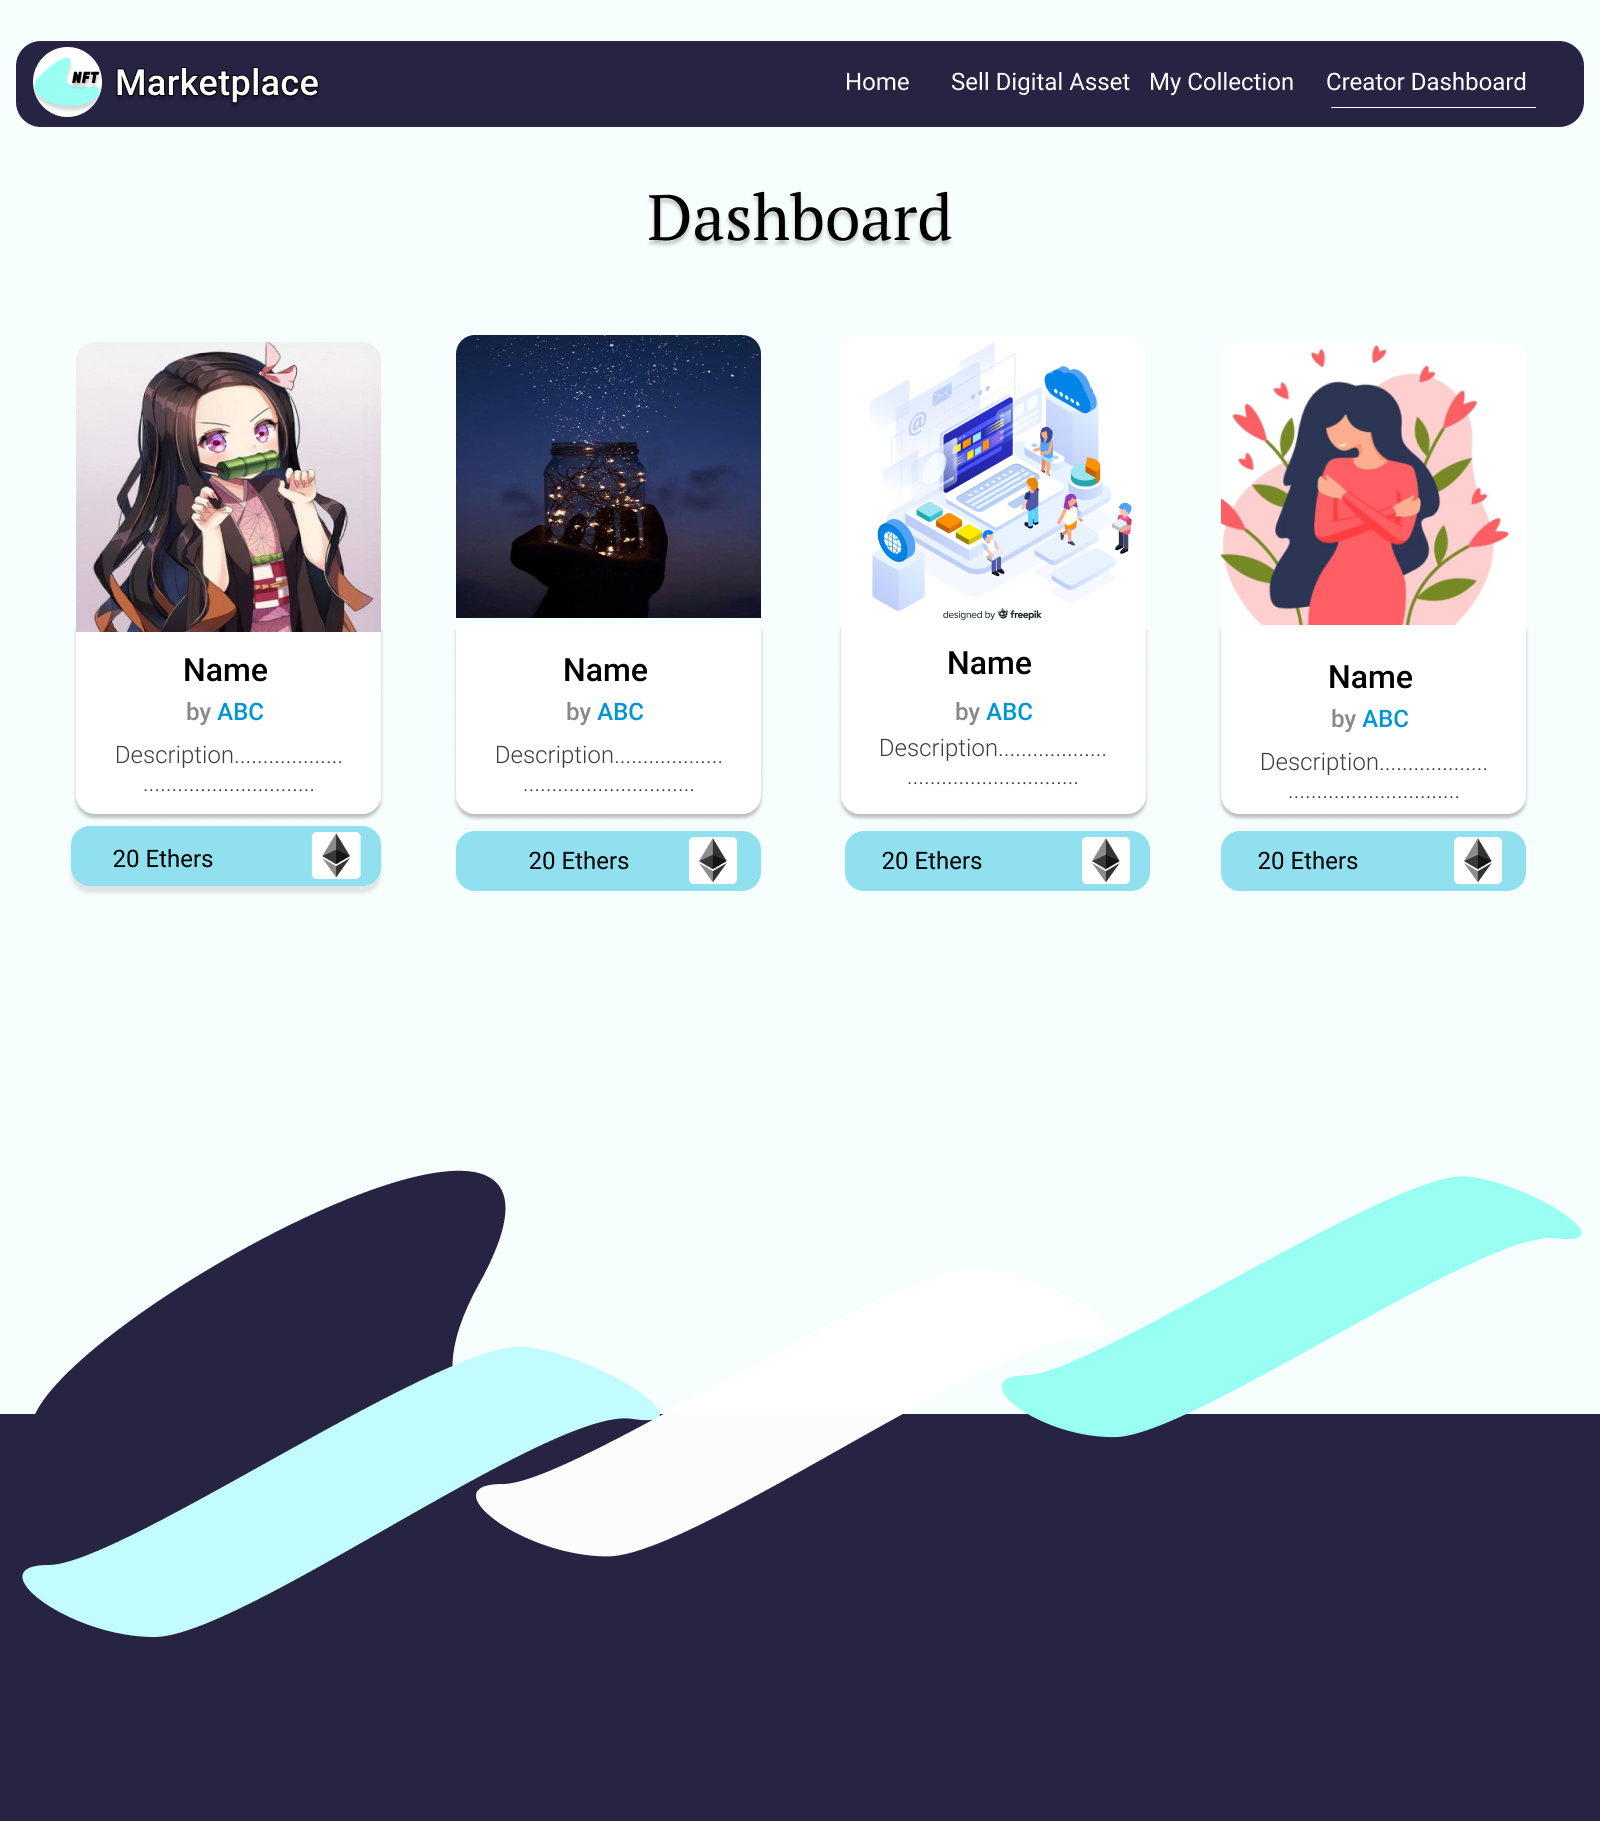 NFT
Marketplace
Home
Sell Digital Asset
My Collection
Creator Dashboard
Dashboard
@
designed by freepik
Name
by ABC
Description...................
..............................
20 Ethers
Name
by ABC
Description...................
..............................
20 Ethers
Name
by ABC
Description...................
..............................
20 Ethers
Name
by ABC
Description...................
..............................
20 Ethers